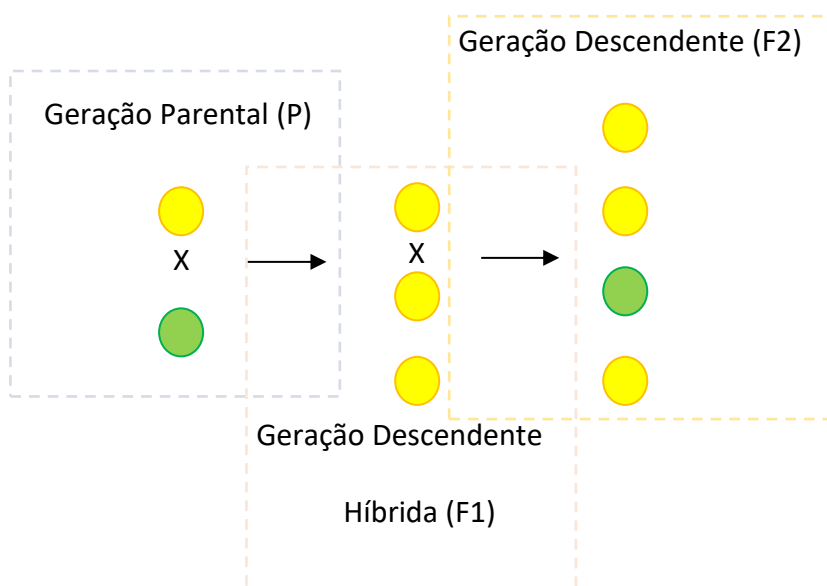 Geração Descendente (F2)
Geração Parental (P)
X
X
Geração Descendente
Híbrida (F1)